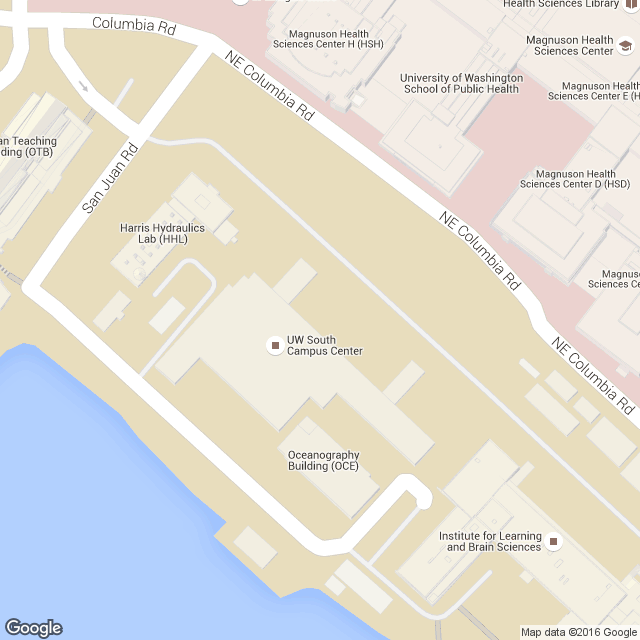 Health Sciences Library
Columbia Rd
Magnuson Health
Sciences Center H (HSH)
Magnuson Health
Sciences Center
NE Columbia Rd
University of Washington
School of Public Health
Magnuson Health
Sciences Center E (H
an Teaching
ding (OTB)
San Juan Rd
Magnuson Health
Sciences Center D (HSD)
Harris Hydraulics
Lab (HHL)
NE Columbia Rd
Magnuson
Sciences Ce
UW South
Campus Center
NE Columbia Rd
Oceanography
Building (OCE)
Institute for Learning
and Brain Sciences
Google
Map data ©2016 Google